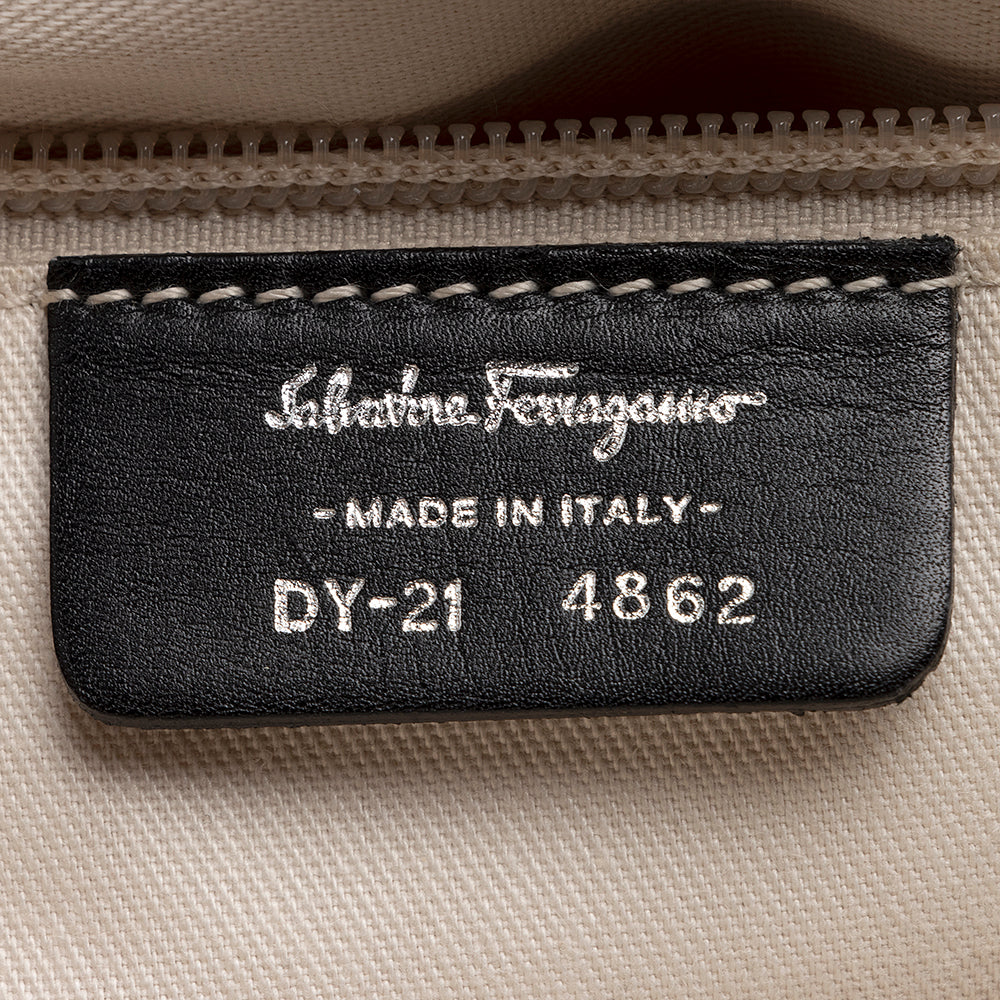 Salvatore Ferragamo
-MADE IN ITALY-
DY-21 4862